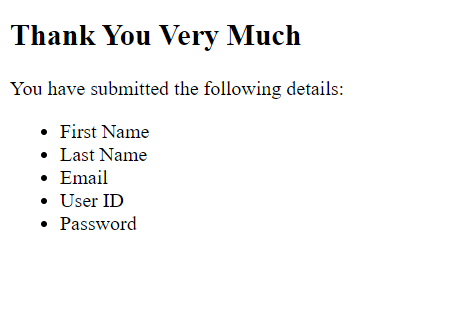 Thank You Very Much
You have submitted the following details:
First Name
Last Name
Email
User ID
Password